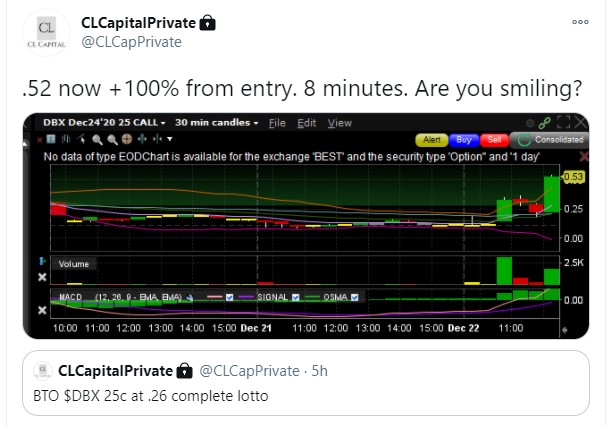 CL
CL CAPITAL
CLCapitalPrivate
@CLCapPrivate
.52 now +100% from entry. 8 minutes. Are you smiling?
DBX Dec24'20 25 CALL 30 min candles File Edit View
Alert Buy Sell Consolidated
No data of type EODChart is available for the exchange 'BEST' and the security type 'Option" and '1 day'
0.53
0.25
0.00
Volume
2.5K
MACD (12, 26, 9 - EMA, EMA) SIGNAL OSMA
0.00
10:00 11:00 12:00 13:00 14:00 15:00 Dec 21 11:00 12:00 13:00 14:00 15:00 Dec 22 11:00
CLCapitalPrivate @CLCapPrivate · 5h
BTO $DBX 25c at .26 complete lotto